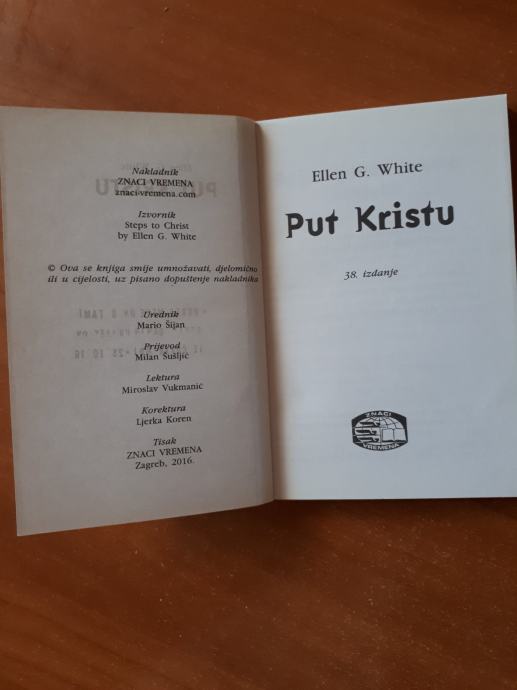 Nakladnik
ZNACI VREMENA
znaci-vremena.com
Izvornik
Steps to Christ
by Ellen G. White
© Ova se knjiga smije umnožavati, djelomično
ili u cijelosti, uz pisano dopuštenje nakladnika
Urednik
Mario Šijan
Prijevod
Milan Šušljić
Lektura
Miroslav Vukmanić
Korektura
Ljerka Koren
Tisak
ZNACI VREMENA
Zagreb, 2016.
Ellen G. White
Put Kristu
38. izdanje
ZNACI
VREMENA